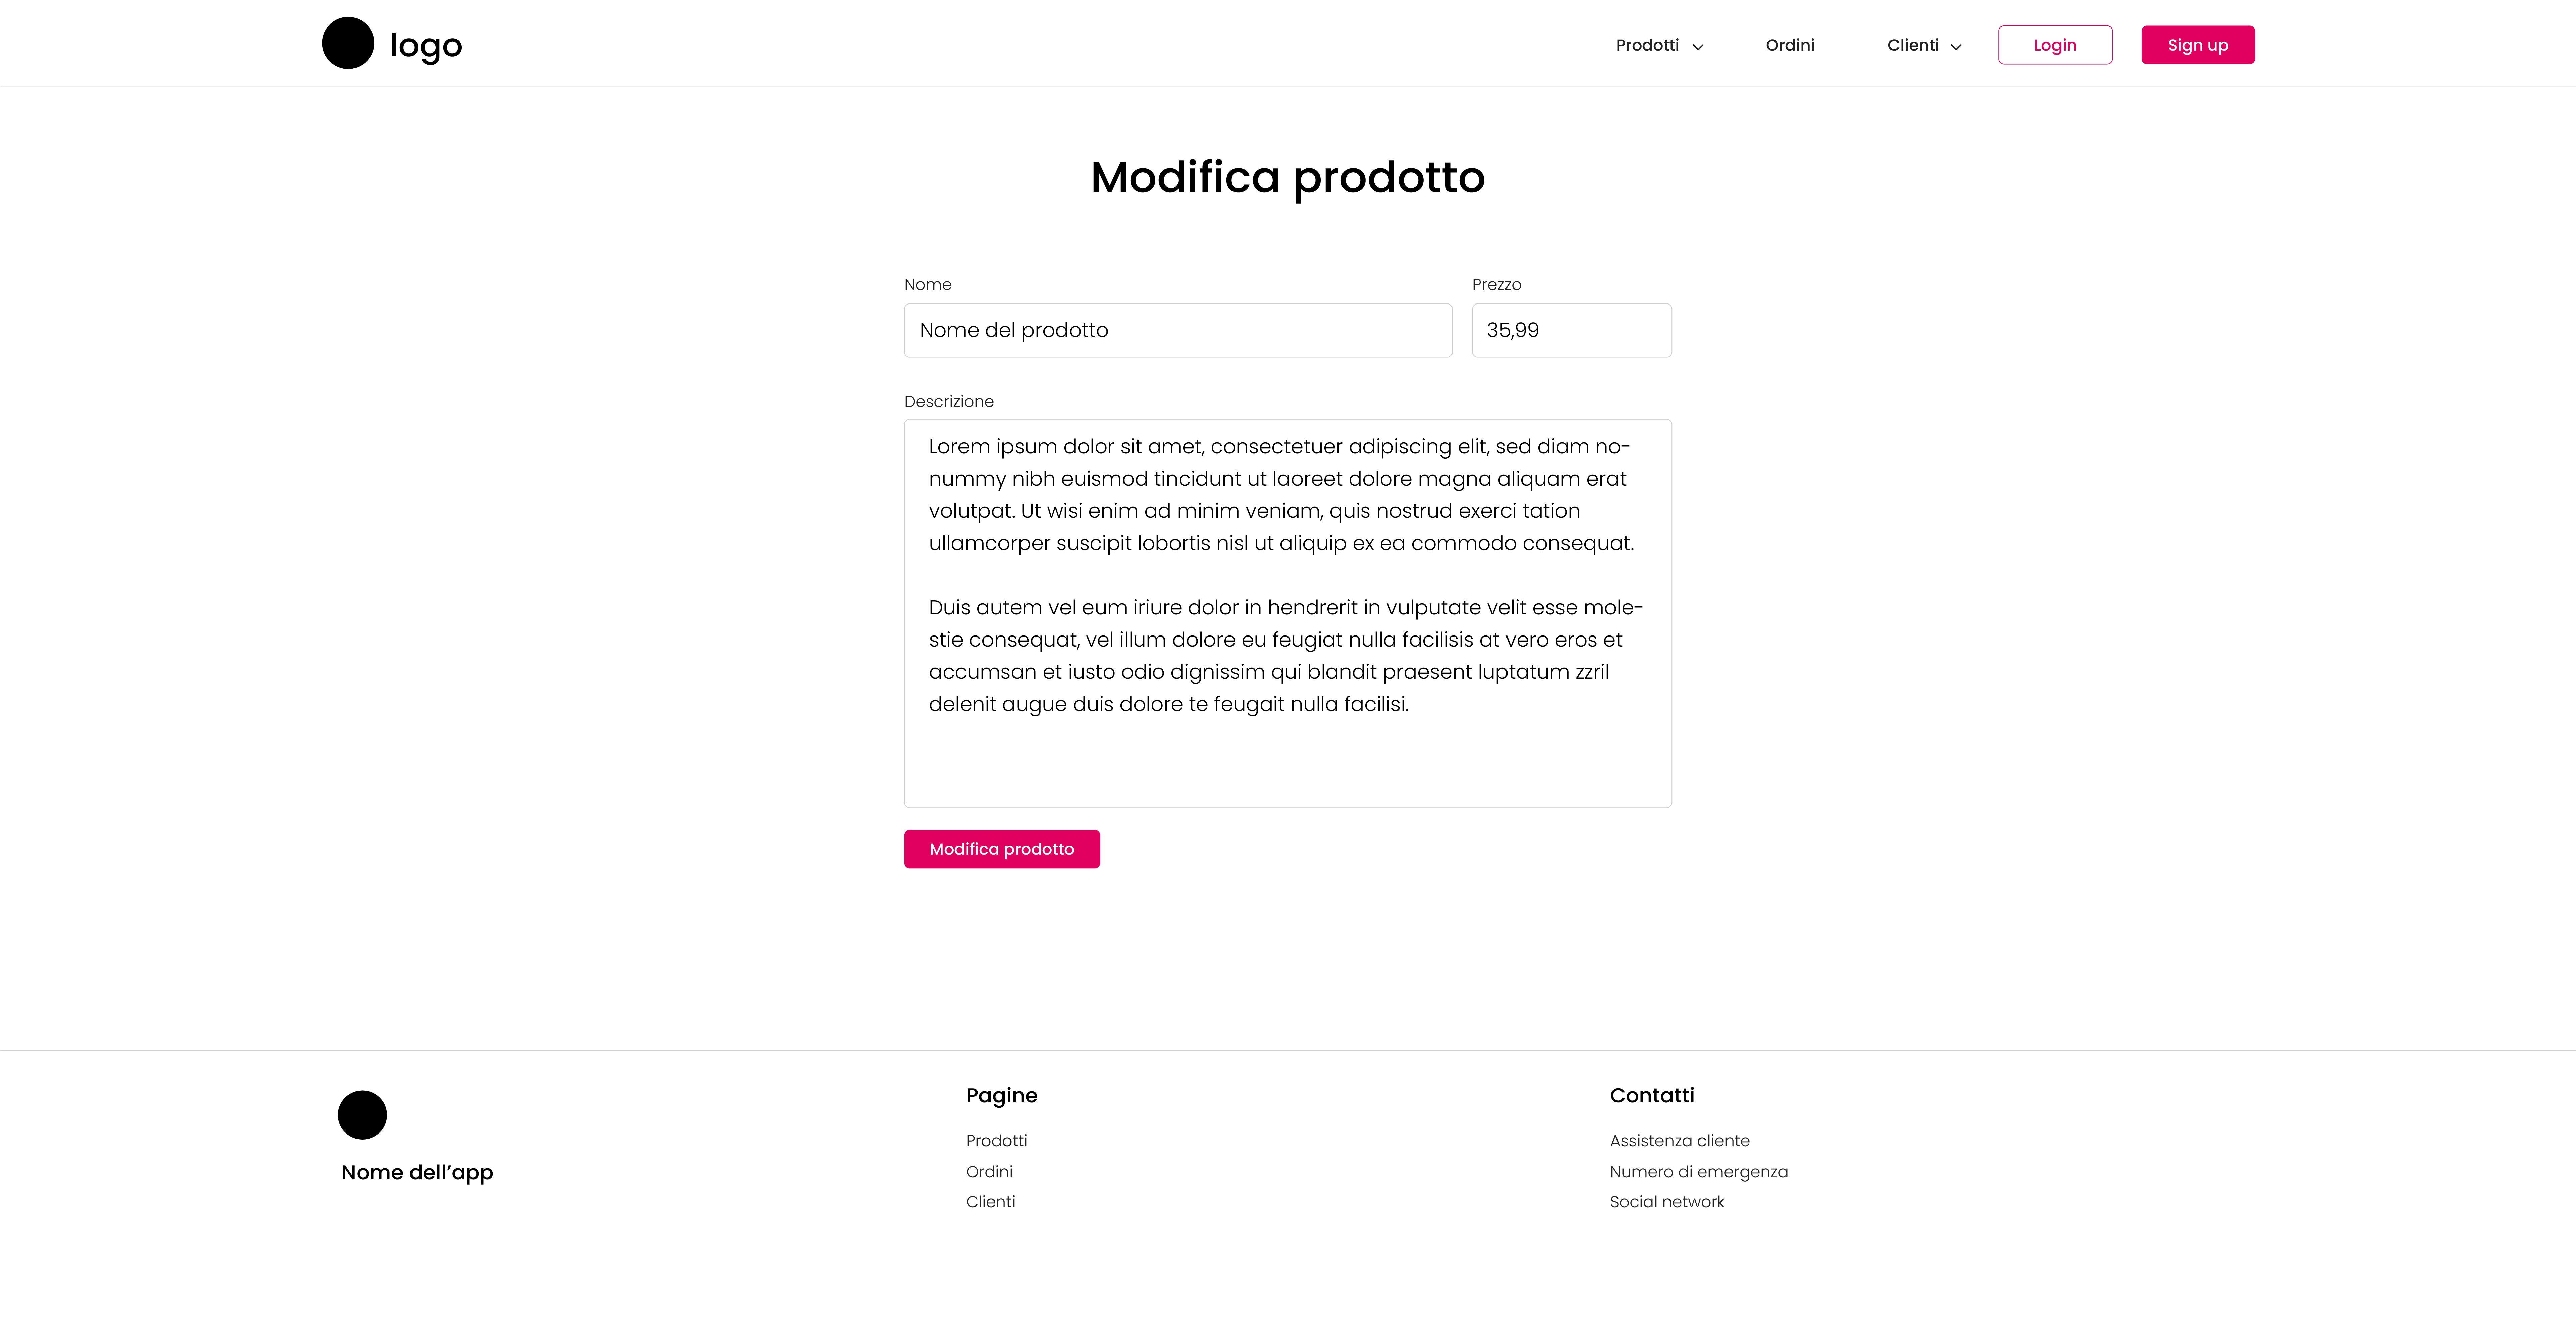 logo
Prodotti
Ordini
Clienti
Login
Sign up
Modifica prodotto
Nome
Prezzo
Nome del prodotto
35,99
Descrizione
Lorem ipsum dolor sit amet, consectetuer adipiscing elit, sed diam no-
nummy nibh euismod tincidunt ut laoreet dolore magna aliquam erat
volutpat. Ut wisi enim ad minim veniam, quis nostrud exerci tation
ullamcorper suscipit lobortis nisl ut aliquip ex ea commodo consequat.
Duis autem vel eum iriure dolor in hendrerit in vulputate velit esse mole-
stie consequat, vel illum dolore eu feugiat nulla facilisis at vero eros et
accumsan et iusto odio dignissim qui blandit praesent luptatum zzril
delenit augue duis dolore te feugait nulla facilisi.
Modifica prodotto
Nome dell’app
Pagine
Prodotti
Ordini
Clienti
Contatti
Assistenza cliente
Numero di emergenza
Social network